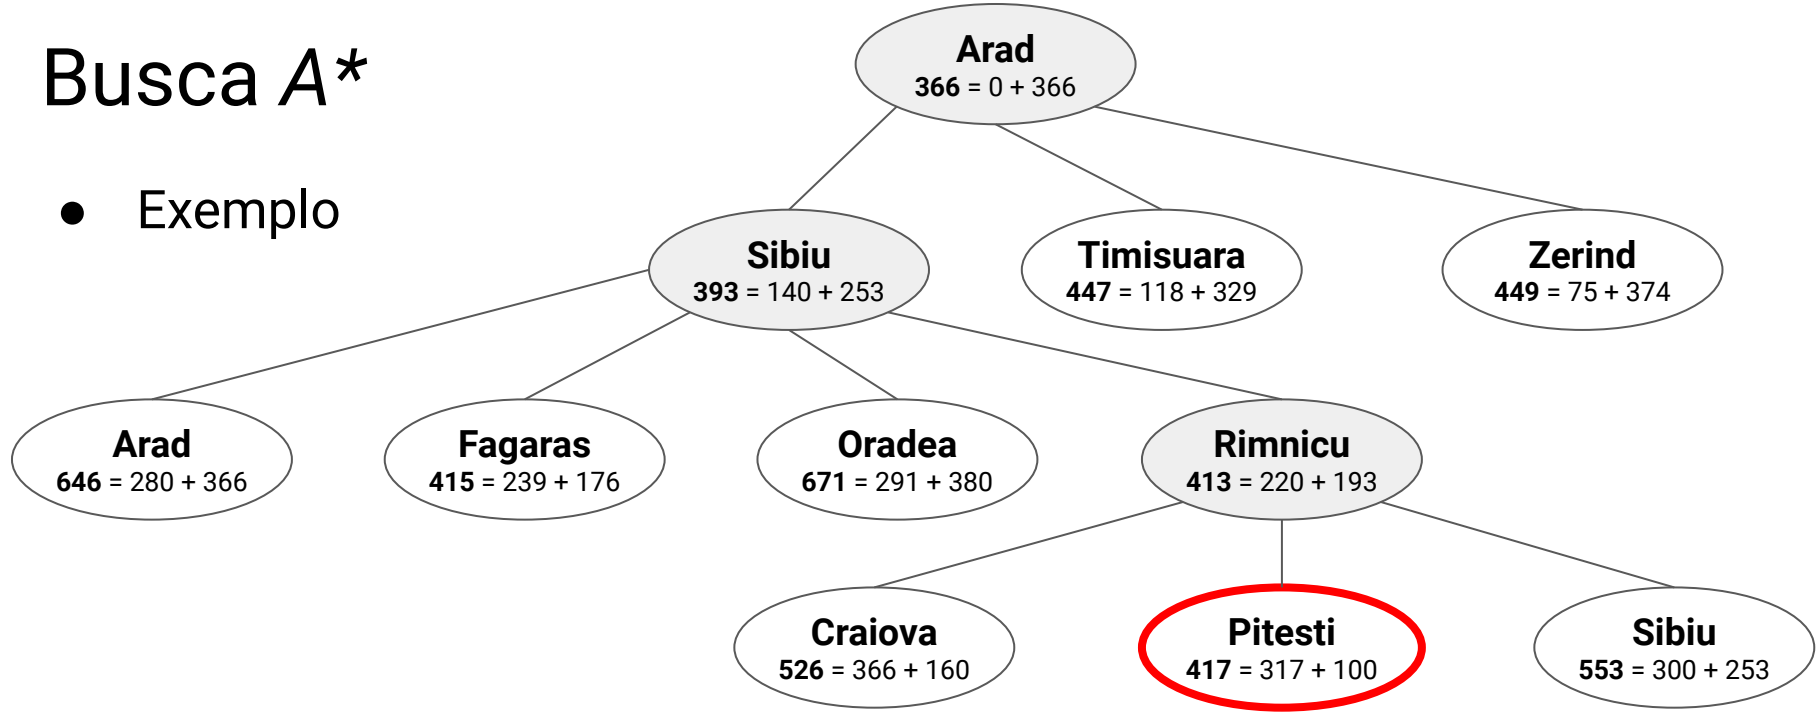 Busca A*
● Exemplo
Arad
366 = 0 + 366
Sibiu
393 = 140 + 253
Timisuara
447 = 118 + 329
Zerind
449 = 75 + 374
Arad
646 = 280 + 366
Fagaras
415 = 239 + 176
Oradea
671 = 291 + 380
Rimnicu
413 = 220 + 193
Craiova
526 = 366 + 160
Pitesti
417 = 317 + 100
Sibiu
553 = 300 + 253